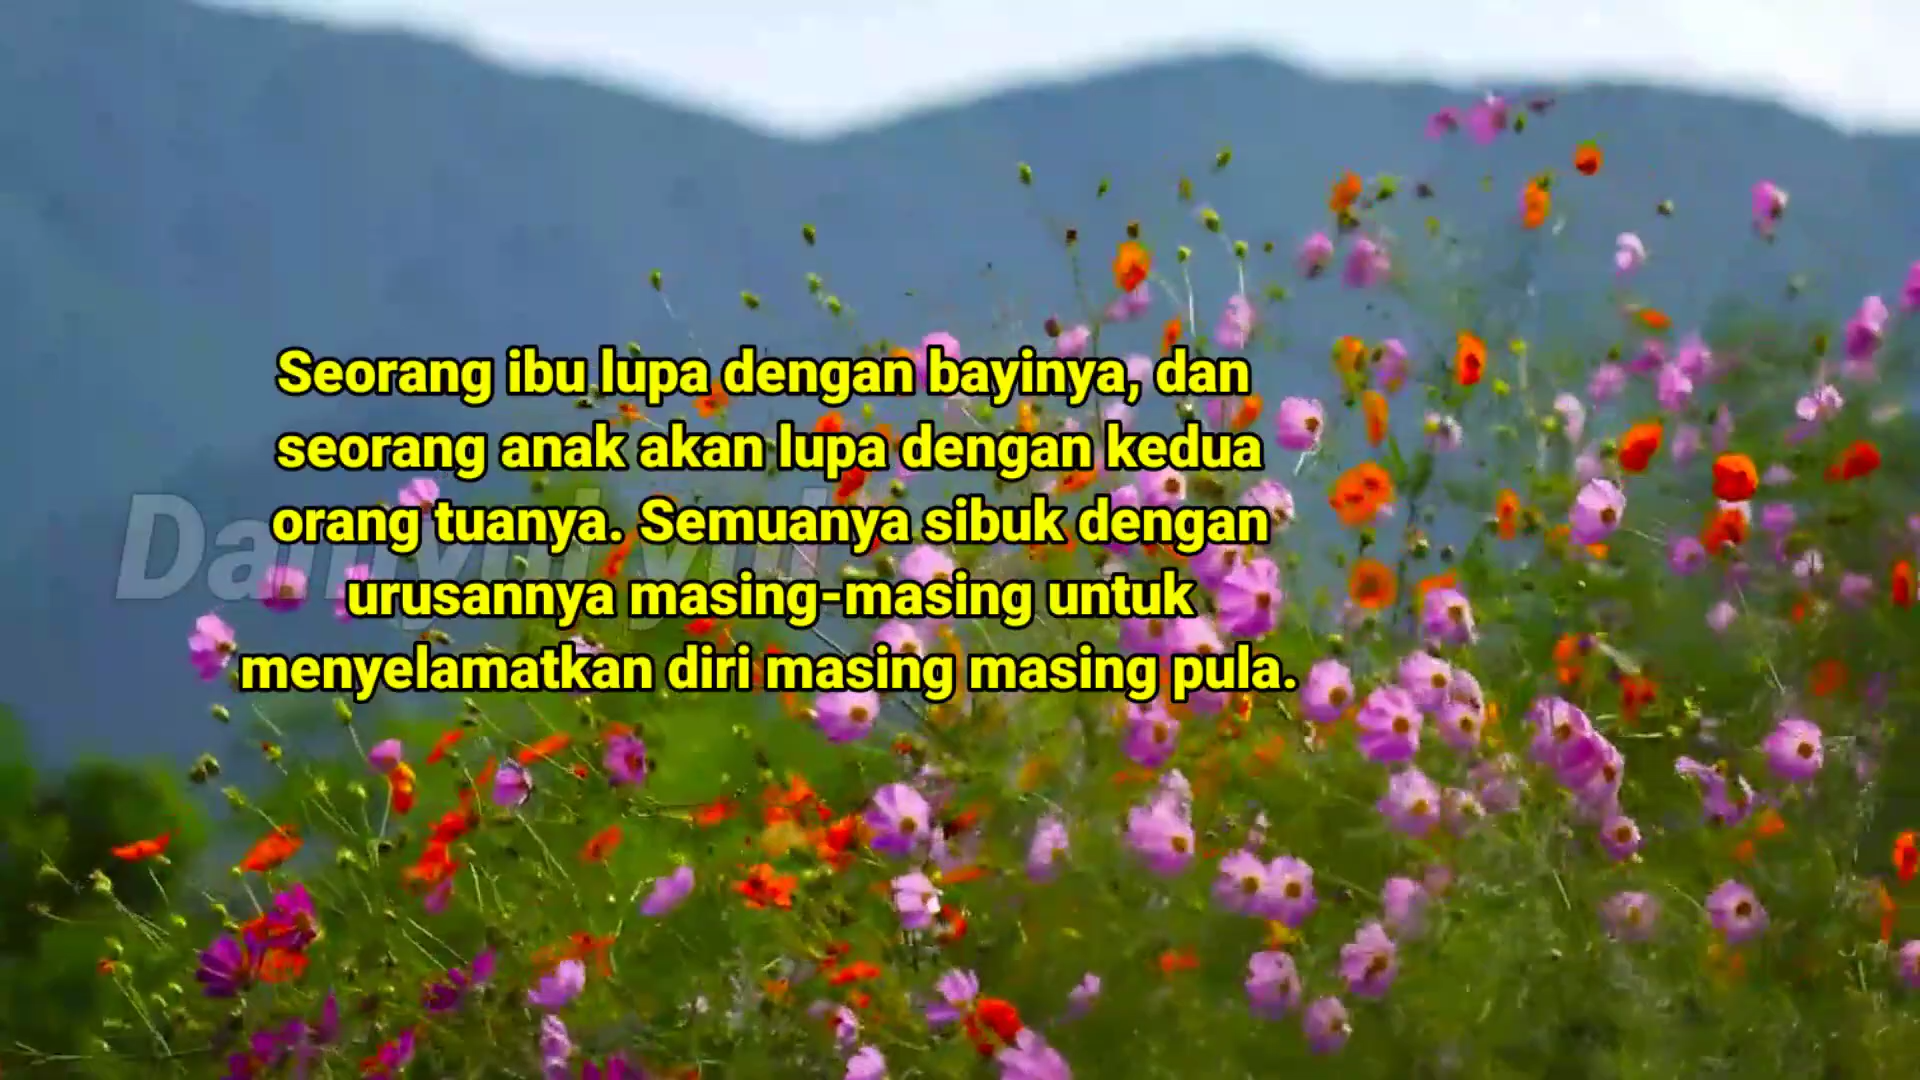 Seorang ibu lupa dengan bayinya, dan
seorang anak akan lupa dengan kedua
orang tuanya. Semuanya sibuk dengan
urusannya masing-masing untuk
menyelamatkan diri masing masing pula.